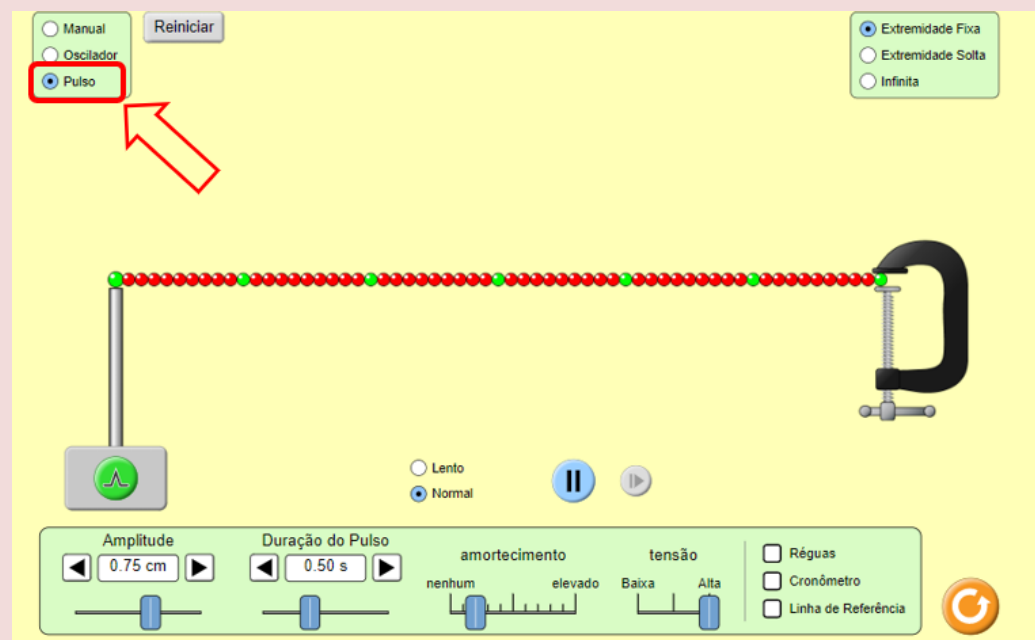 Manual
Oscilador
Pulso
Reiniciar
Extremidade Fixa
Extremidade Solta
Infinita
Lento
Normal
Amplitude
0.75 cm
Duração do Pulso
0.50 s
amortecimento
nenhum
elevado
tensão
Baixa
Alta
Réguas
Cronômetro
Linha de Referência